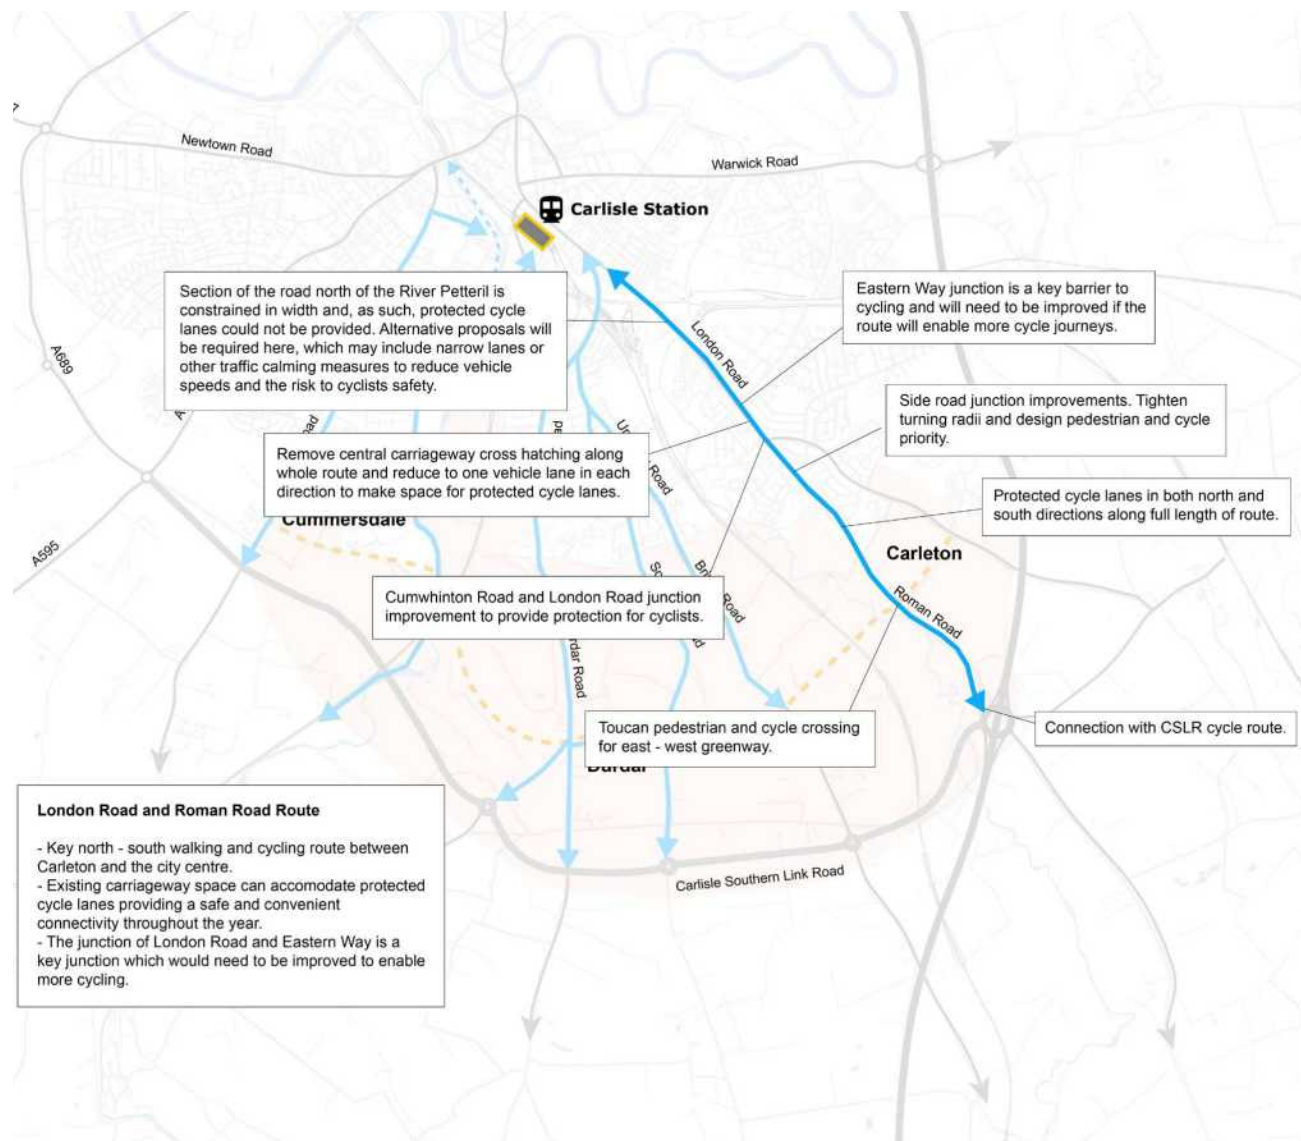 Newtown Road
Warwick Road
Carlisle Station
Section of the road north of the River Petteril is
constrained in width and, as such, protected cycle
lanes could not be provided. Alternative proposals will
be required here, which may include narrow lanes or
other traffic calming measures to reduce vehicle
speeds and the risk to cyclists safety.
Eastern Way junction is a key barrier to
cycling and will need to be improved if the
route will enable more cycle journeys.
London Road
A689
Side road junction improvements. Tighten
turning radii and design pedestrian and cycle
priority.
Remove central carriageway cross hatching along
whole route and reduce to one vehicle lane in each
direction to make space for protected cycle lanes.
Protected cycle lanes in both north and
south directions along full length of route.
Cummersdale
A595
Carleton
Cumwhinton Road and London Road junction
improvement to provide protection for cyclists.
Roman Road
Toucan pedestrian and cycle crossing
for east - west greenway.
Connection with CSLR cycle route.
Durdar
London Road and Roman Road Route
- Key north - south walking and cycling route between
Carleton and the city centre.
- Existing carriageway space can accomodate protected
cycle lanes providing a safe and convenient
connectivity throughout the year.
- The junction of London Road and Eastern Way is a
key junction which would need to be improved to enable
more cycling.
Carlisle Southern Link Road